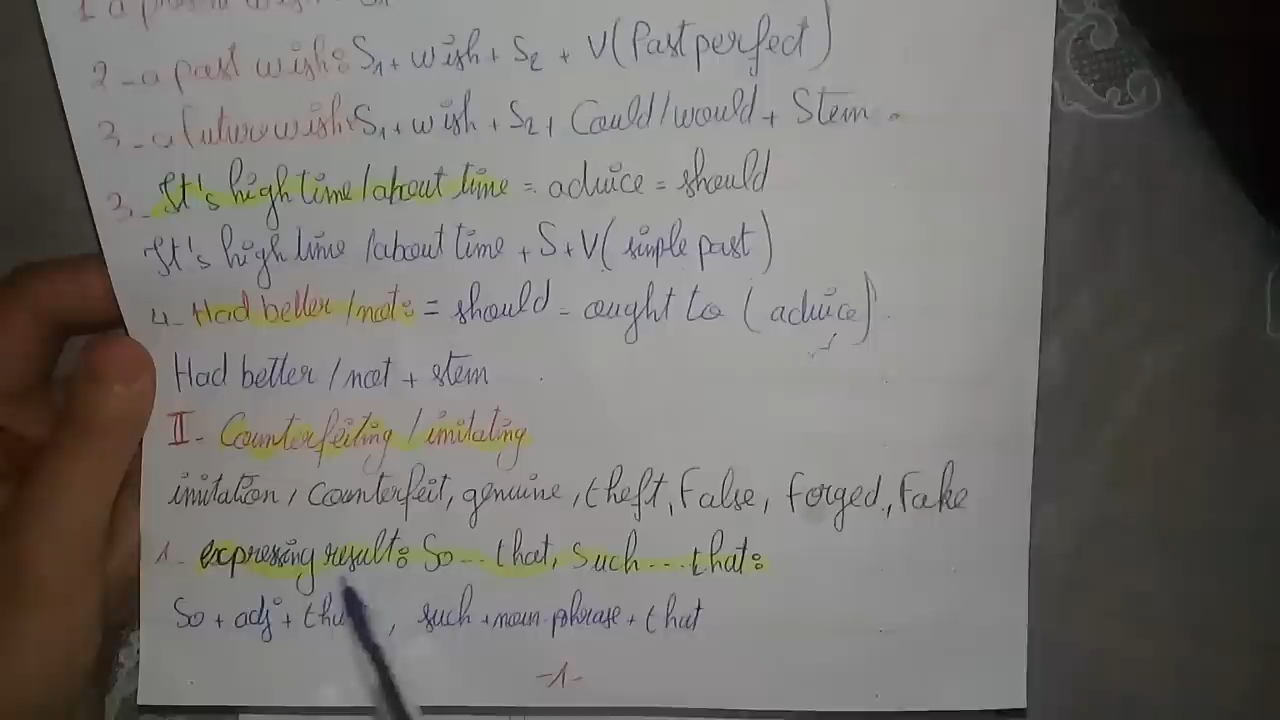 2-a past wish: S1 + wish + S2 + V(Past perfect)
3-a future wish: S1 + wish + S2 + Could/would + Stem.
3- It's high time / about time = advice = should
It's high time / about time + S + V( simple past )
4- Had better / not: = should - ought to ( advice ).
Had better / not + stem
II- Counterfeiting / imitating
imitation, counterfeit, genuine, theft, False, Forged, Fake
1- expressing result: So... that, Such... that:
So + adj + that, such + noun phrase + that
-1-